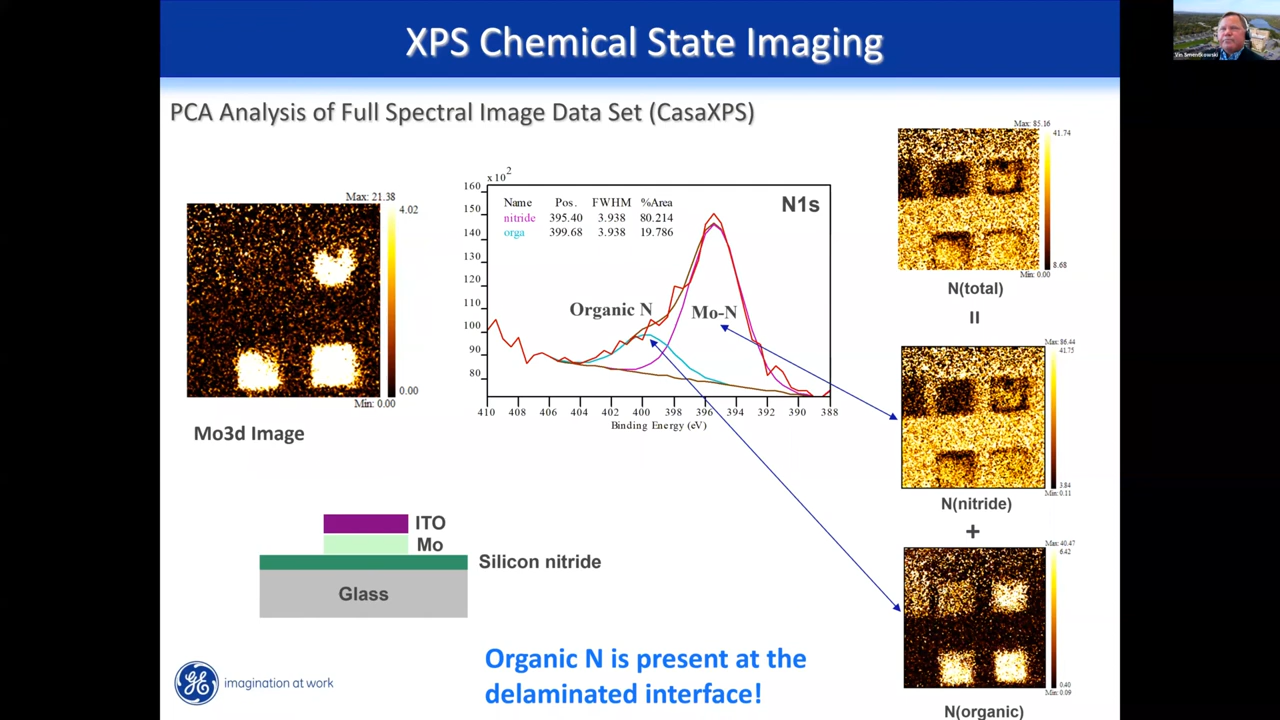 XPS Chemical State Imaging
Vin Smentkowski
PCA Analysis of Full Spectral Image Data Set (CasaXPS)
Max: 21.38
4.02
0.00
Min: 0.00
Mo3d Image
x 10 2
160
150
140
130
120
110
100
90
80
Name Pos. FWHM %Area
nitride 395.40 3.938 80.214
orga 399.68 3.938 19.786
N1s
Organic N
Mo-N
410 408 406 404 402 400 398 396 394 392 390 388
Binding Energy (eV)
Max: 85.16
41.74
8.68
Min: 0.00
N(total)
=
Max: 86.44
41.75
3.84
Min: 0.11
N(nitride)
+
Max: 40.47
6.42
0.40
Min: 0.09
N(organic)
ITO
Mo
Silicon nitride
Glass
Organic N is present at the
delaminated interface!
GE
imagination at work